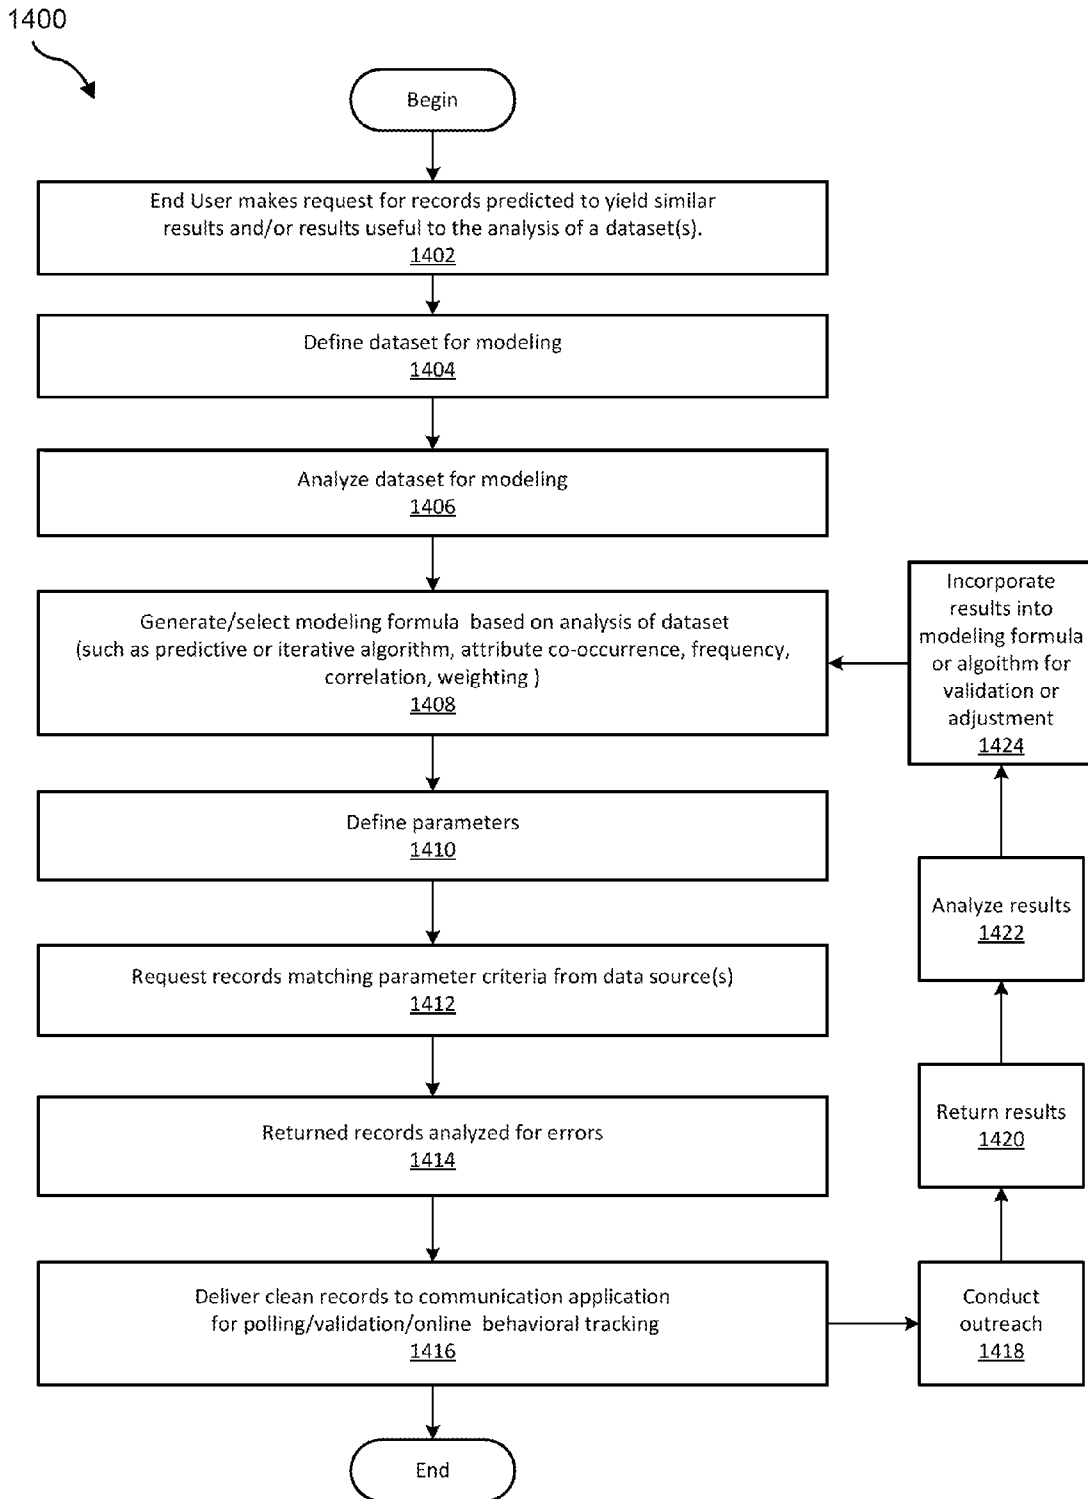 1400
Begin
End User makes request for records predicted to yield similar
results and/or results useful to the analysis of a dataset(s).
1402
Define dataset for modeling
1404
Analyze dataset for modeling
1406
Generate/select modeling formula based on analysis of dataset
(such as predictive or iterative algorithm, attribute co-occurrence, frequency,
correlation, weighting )
1408
Define parameters
1410
Request records matching parameter criteria from data source(s)
1412
Returned records analyzed for errors
1414
Deliver clean records to communication application
for polling/validation/online behavioral tracking
1416
End
Conduct
outreach
1418
Return results
1420
Analyze results
1422
Incorporate
results into
modeling formula
or algoithm for
validation or
adjustment
1424